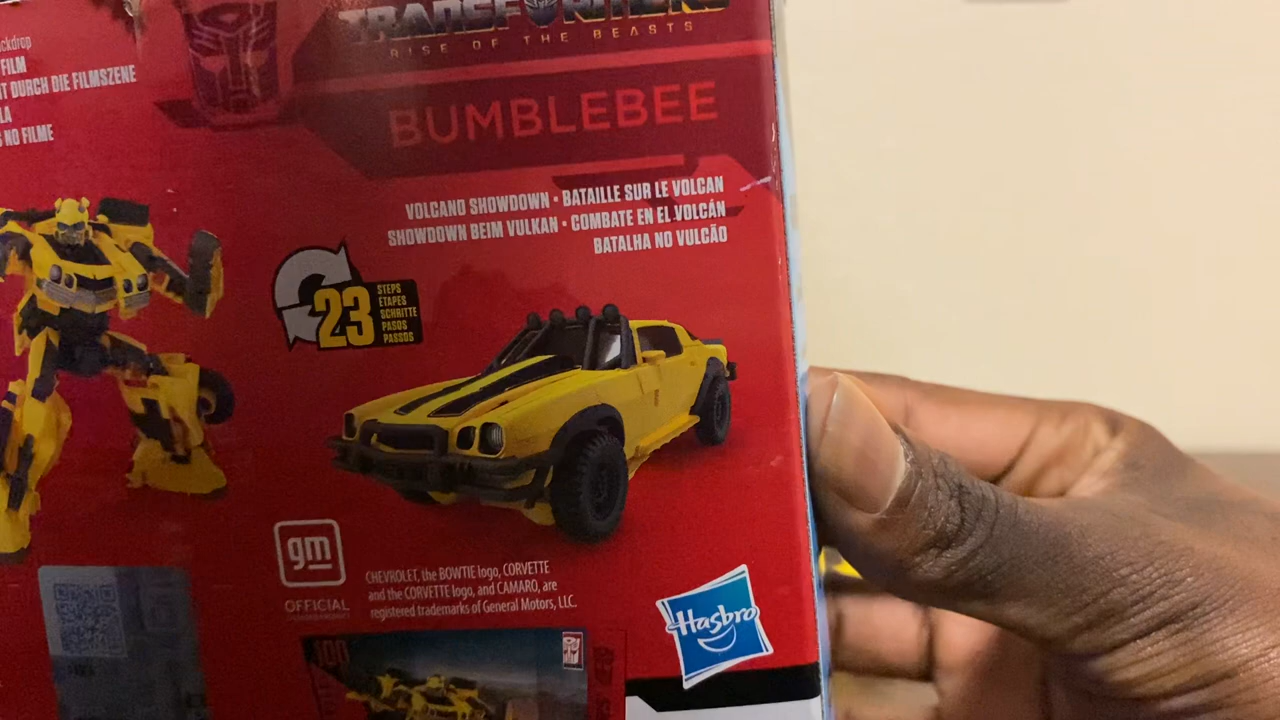 TRANSFORMERS
RISE OF THE BEASTS
BUMBLEBEE
FILM
T DURCH DIE FILMSZENE
LA
NO FILME
VOLCANO SHOWDOWN • BATAILLE SUR LE VOLCAN
SHOWDOWN BEIM VULKAN • COMBATE EN EL VOLCÁN
BATALHA NO VULCÃO
23
STEPS
ÉTAPES
SCHRITTE
PASOS
PASSOS
gm
OFFICIAL
CHEVROLET, the BOWTIE logo, CORVETTE
and the CORVETTE logo, and CAMARO, are
registered trademarks of General Motors, LLC.
Hasbro
100